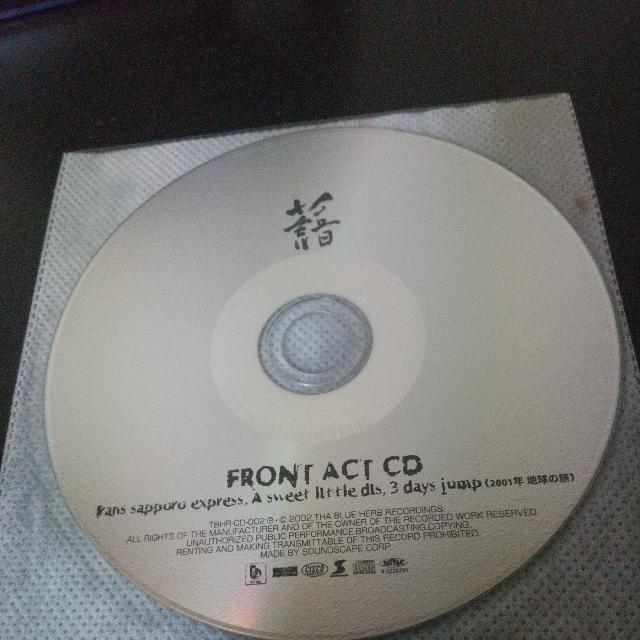 FRONT ACT CD
Trans sapporo express, A sweet little dis, 3 days jump (2001年 地球の旅)
TBHR-CD-002 ℗・© 2002 THA BLUE HERB RECORDINGS.
ALL RIGHTS OF THE MANUFACTURER AND OF THE OWNER OF THE RECORDED WORK RESERVED
UNAUTHORIZED PUBLIC PERFORMANCE BROADCASTING COPYING,
RENTING AND MAKING TRANSMITTABLE OF THIS RECORD PROHIBITED.
MADE BY SOUNDSCAPE CORP